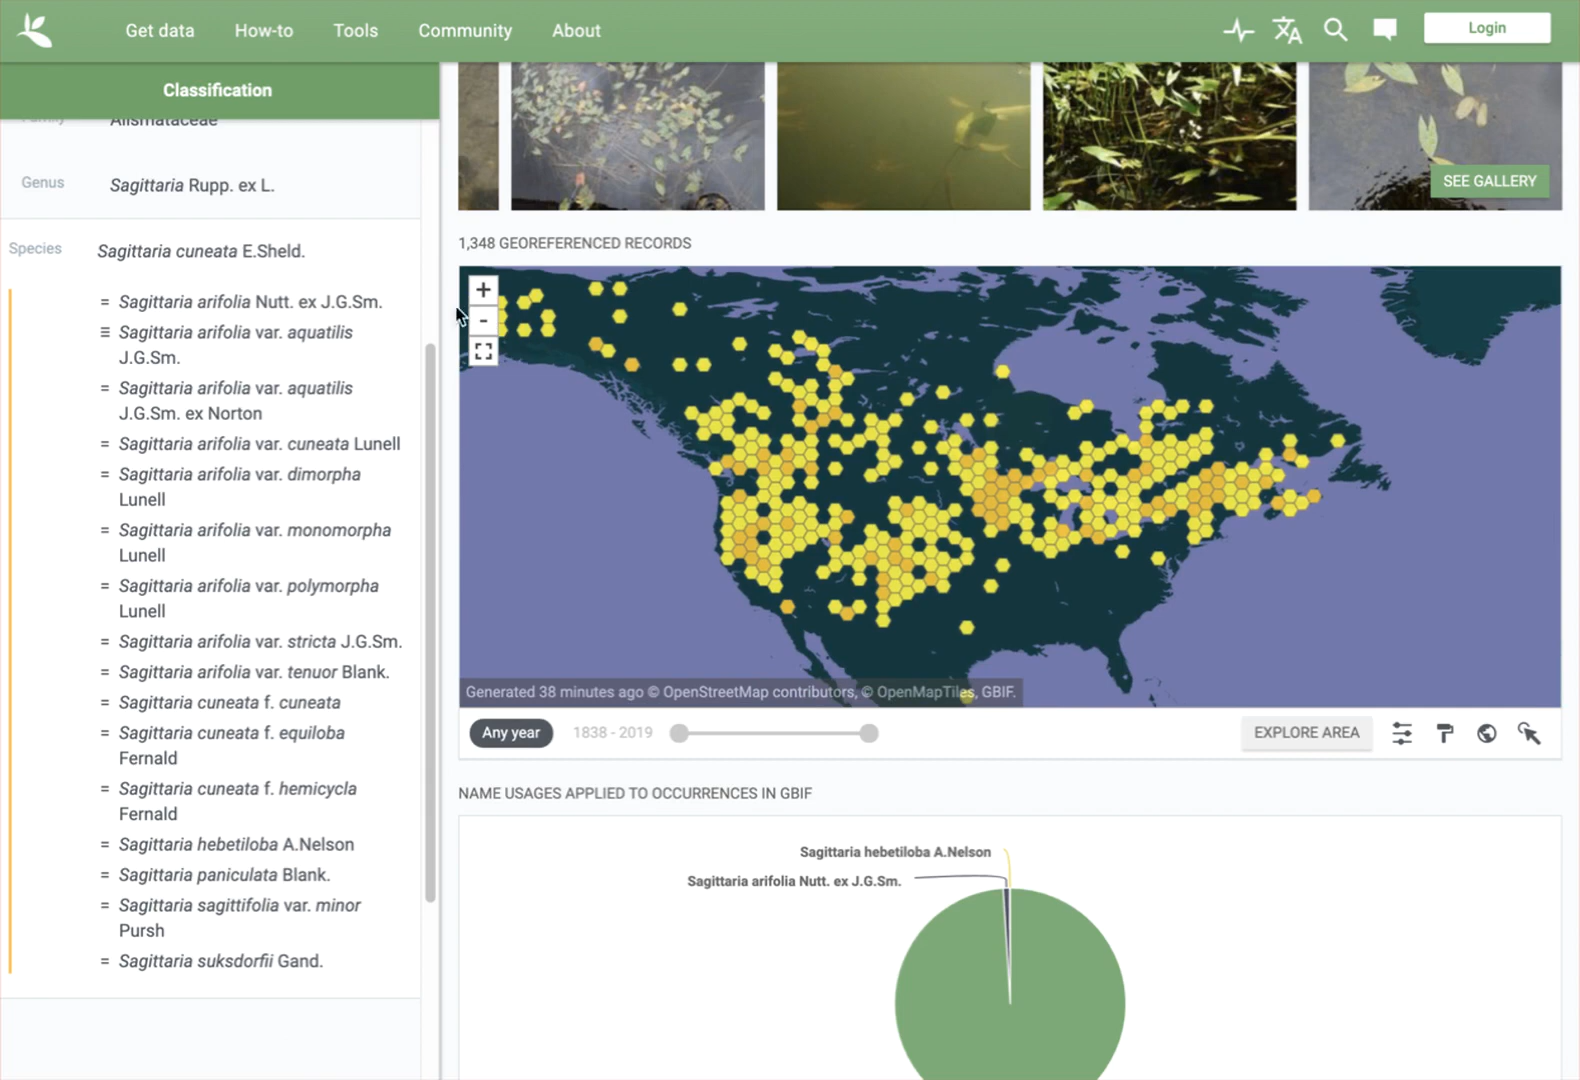 Get data How-to Tools Community About Login
Classification
Family Alismataceae
Genus Sagittaria Rupp. ex L.
Species Sagittaria cuneata E.Sheld.
= Sagittaria arifolia Nutt. ex J.G.Sm.
≡ Sagittaria arifolia var. aquatilis
J.G.Sm.
= Sagittaria arifolia var. aquatilis
J.G.Sm. ex Norton
= Sagittaria arifolia var. cuneata Lunell
= Sagittaria arifolia var. dimorpha
Lunell
= Sagittaria arifolia var. monomorpha
Lunell
= Sagittaria arifolia var. polymorpha
Lunell
= Sagittaria arifolia var. stricta J.G.Sm.
= Sagittaria arifolia var. tenuor Blank.
= Sagittaria cuneata f. cuneata
= Sagittaria cuneata f. equiloba
Fernald
= Sagittaria cuneata f. hemicycla
Fernald
= Sagittaria hebetiloba A.Nelson
= Sagittaria paniculata Blank.
= Sagittaria sagittifolia var. minor
Pursh
= Sagittaria suksdorfii Gand.
SEE GALLERY
1,348 GEOREFERENCED RECORDS
+
-
Generated 38 minutes ago © OpenStreetMap contributors, © OpenMapTiles, GBIF.
Any year 1838 - 2019 EXPLORE AREA
NAME USAGES APPLIED TO OCCURRENCES IN GBIF
Sagittaria hebetiloba A.Nelson
Sagittaria arifolia Nutt. ex J.G.Sm.